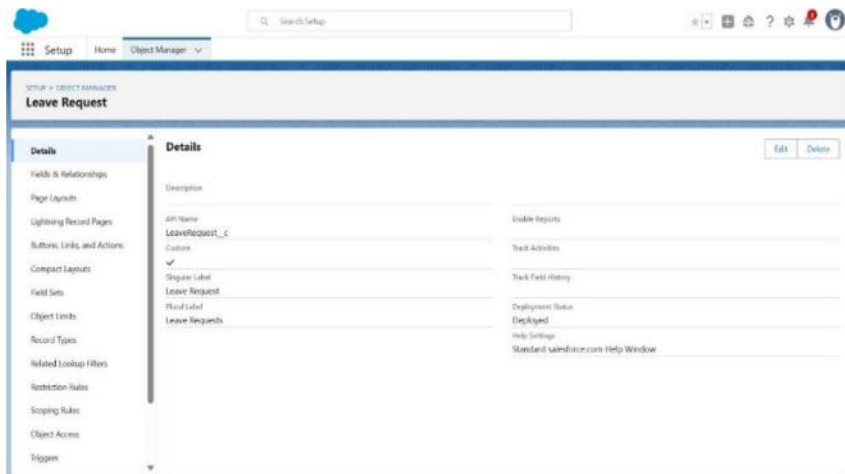 Search Setup
Setup Home Object Manager
SETUP > OBJECT MANAGER
Leave Request
Details
Fields & Relationships
Page Layouts
Lightning Record Pages
Buttons, Links, and Actions
Compact Layouts
Field Sets
Object Limits
Record Types
Related Lookup Filters
Restriction Rules
Scoping Rules
Object Access
Triggers
Details
Edit Delete
Description
API Name
LeaveRequest__c
Custom
Singular Label
Leave Request
Plural Label
Leave Requests
Enable Reports
Track Activities
Track Field History
Deployment Status
Deployed
Help Settings
Standard salesforce.com Help Window